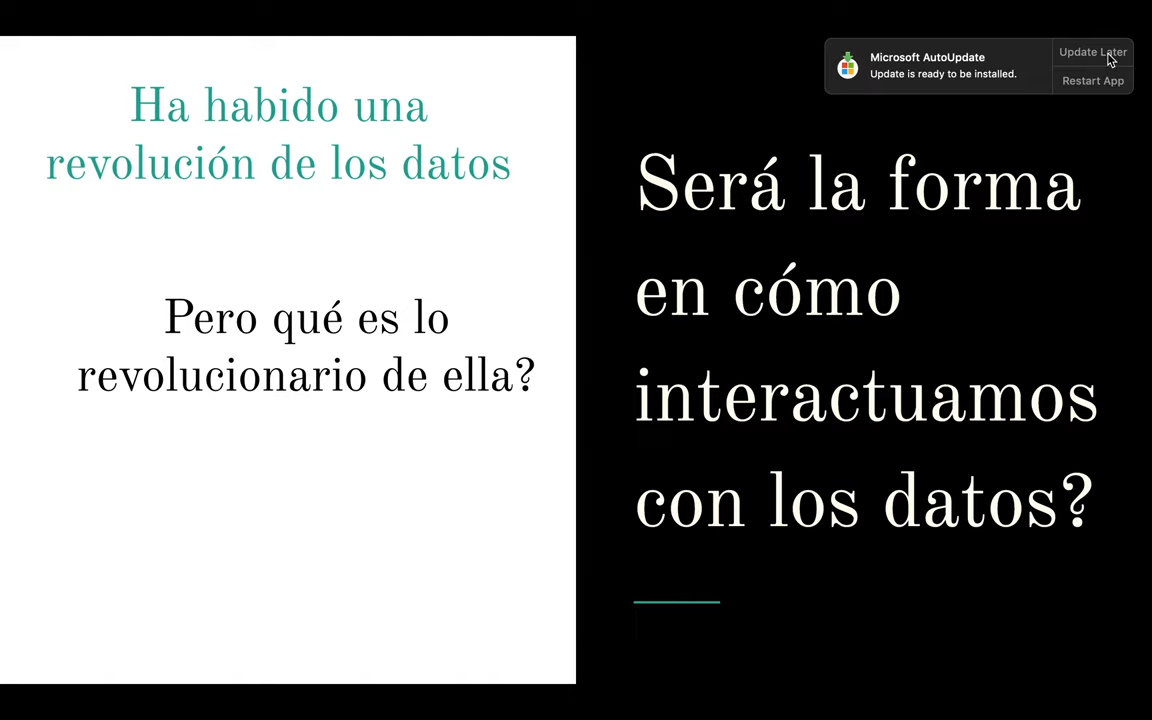 Ha habido una
revolución de los datos
Pero qué es lo
revolucionario de ella?
Microsoft AutoUpdate
Update is ready to be installed.
Update Later
Restart App
Será la forma
en cómo
interactuamos
con los datos?